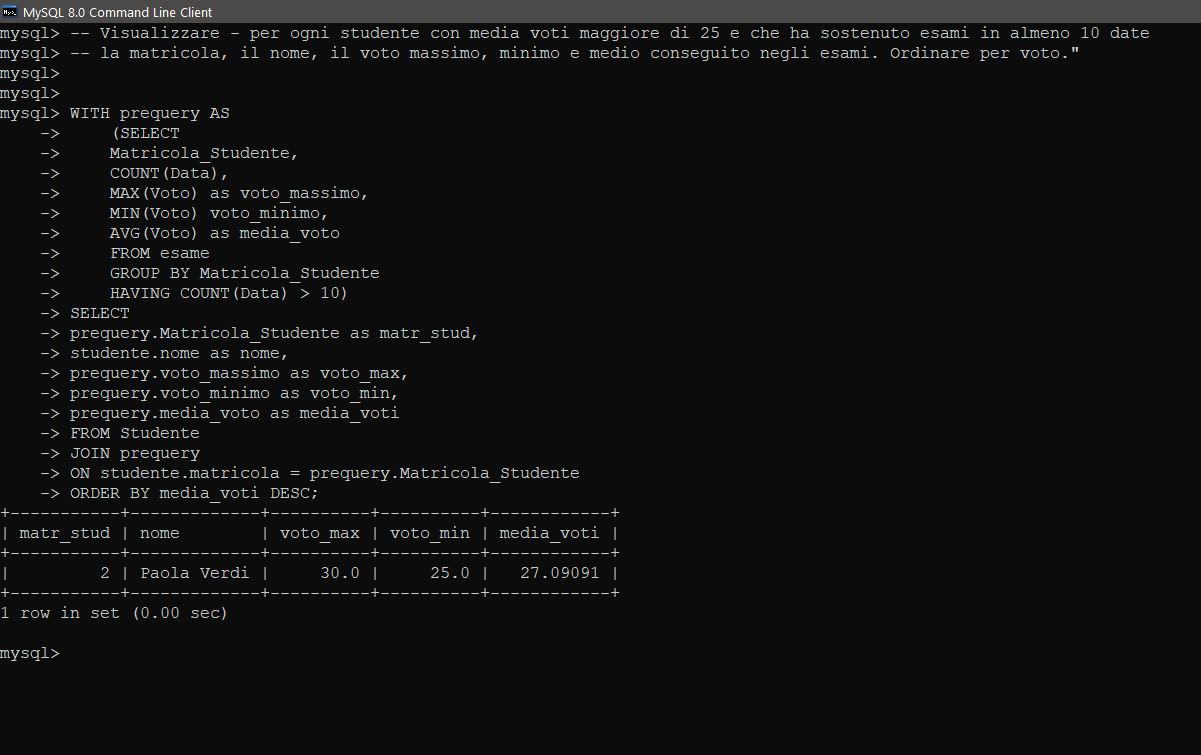 MySQL 8.0 Command Line Client
mysql> -- Visualizzare - per ogni studente con media voti maggiore di 25 e che ha sostenuto esami in almeno 10 date
mysql> -- la matricola, il nome, il voto massimo, minimo e medio conseguito negli esami. Ordinare per voto."
mysql>
mysql>
mysql> WITH prequery AS
    ->     (SELECT
    ->     Matricola_Studente,
    ->     COUNT(Data),
    ->     MAX(Voto) as voto_massimo,
    ->     MIN(Voto) voto_minimo,
    ->     AVG(Voto) as media_voto
    ->     FROM esame
    ->     GROUP BY Matricola_Studente
    ->     HAVING COUNT(Data) > 10)
    -> SELECT
    -> prequery.Matricola_Studente as matr_stud,
    -> studente.nome as nome,
    -> prequery.voto_massimo as voto_max,
    -> prequery.voto_minimo as voto_min,
    -> prequery.media_voto as media_voti
    -> FROM Studente
    -> JOIN prequery
    -> ON studente.matricola = prequery.Matricola_Studente
    -> ORDER BY media_voti DESC;
+-----------+-------------+----------+----------+------------+
| matr_stud | nome        | voto_max | voto_min | media_voti |
+-----------+-------------+----------+----------+------------+
|         2 | Paola Verdi |     30.0 |     25.0 |   27.09091 |
+-----------+-------------+----------+----------+------------+
1 row in set (0.00 sec)
mysql>